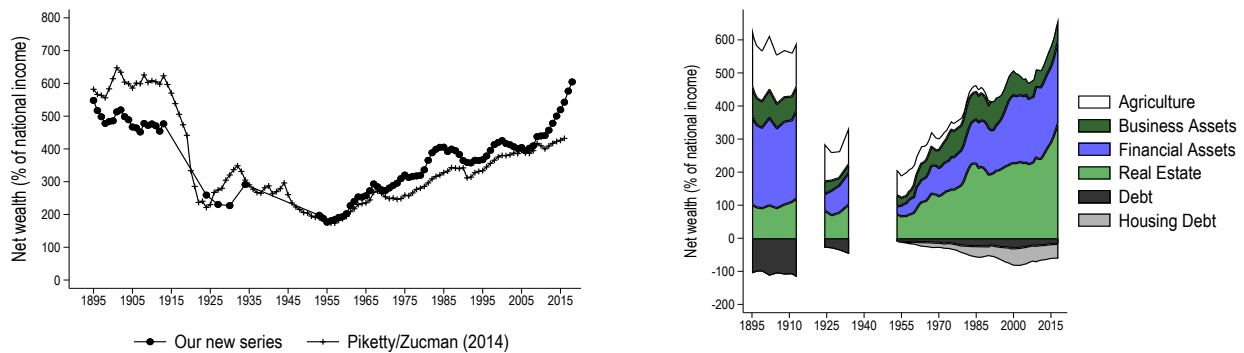 Net wealth (% of national income)
800
700
600
500
400
300
200
100
0
1895 1905 1915 1925 1935 1945 1955 1965 1975 1985 1995 2005 2015
Our new series Piketty/Zucman (2014)
Net wealth (% of national income)
600
500
400
300
200
100
0
-100
-200
1895 1910 1925 1940 1955 1970 1985 2000 2015
Agriculture
Business Assets
Financial Assets
Real Estate
Debt
Housing Debt